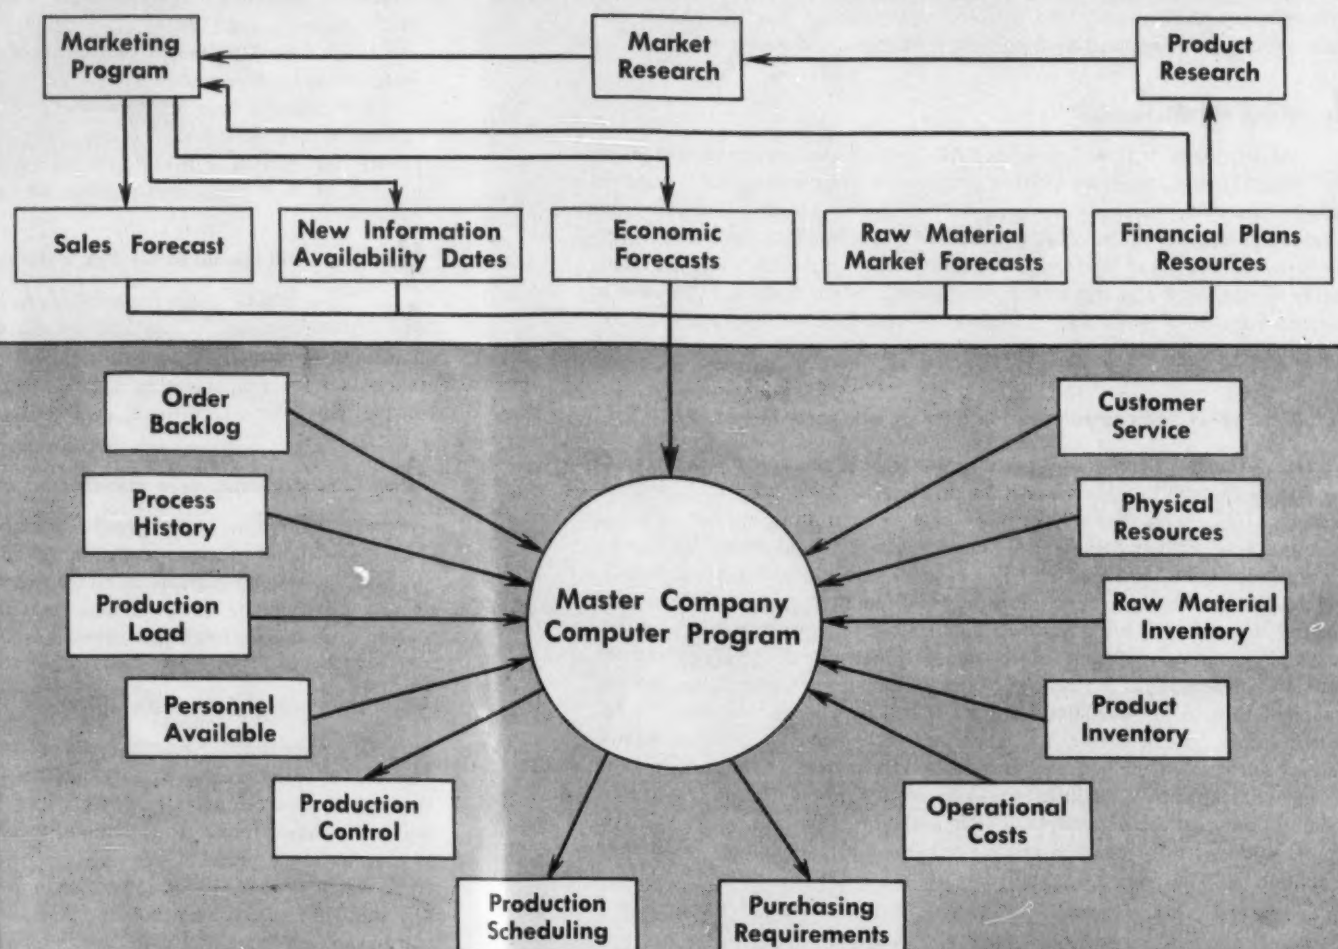 Marketing
Program
Market
Research
Product
Research
Sales Forecast
New Information
Availability Dates
Economic
Forecasts
Raw Material
Market Forecasts
Financial Plans
Resources
Order
Backlog
Customer
Service
Process
History
Physical
Resources
Production
Load
Master Company
Computer Program
Raw Material
Inventory
Personnel
Available
Product
Inventory
Production
Control
Operational
Costs
Production
Scheduling
Purchasing
Requirements